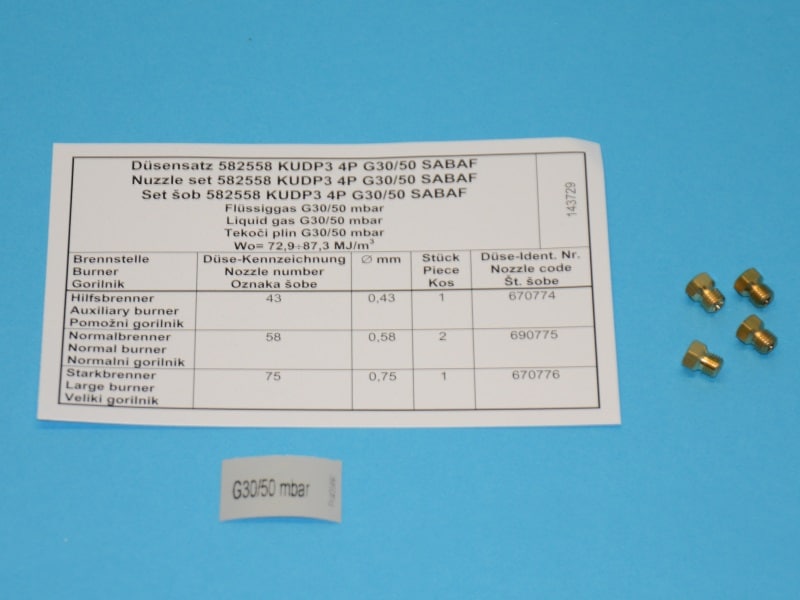 Düsensatz 582558 KUDP3 4P G30/50 SABAF
Nuzzle set 582558 KUDP3 4P G30/50 SABAF
Set šob 582558 KUDP3 4P G30/50 SABAF
Flüssiggas G30/50 mbar
Liquid gas G30/50 mbar
Tekoči plin G30/50 mbar
Wo= 72,9÷87,3 MJ/m³
143729
Brennstelle Düse-Kennzeichnung Ø mm Stück Düse-Ident. Nr.
Burner Nozzle number Piece Nozzle code
Gorilnik Oznaka šobe Kos Št. šobe
Hilfsbrenner 43 0,43 1 670774
Auxiliary burner
Pomožni gorilnik
Normalbrenner 58 0,58 2 690775
Normal burner
Normalni gorilnik
Starkbrenner 75 0,75 1 670776
Large burner
Veliki gorilnik
G30/50 mbar